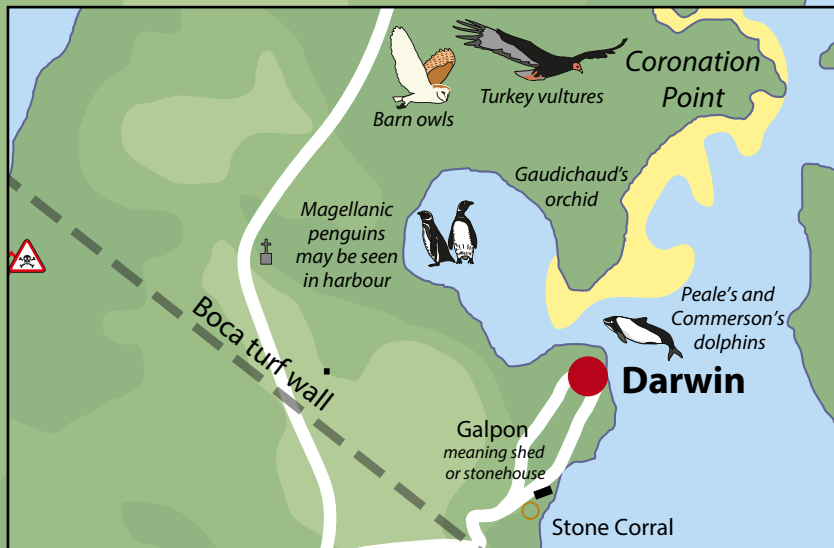 Barn owls
Turkey vultures
Coronation
Point
Gaudichaud's
orchid
Magellanic
penguins
may be seen
in harbour
Peale's and
Commerson's
dolphins
Boca turf wall
Darwin
Galpon
meaning shed
or stonehouse
Stone Corral